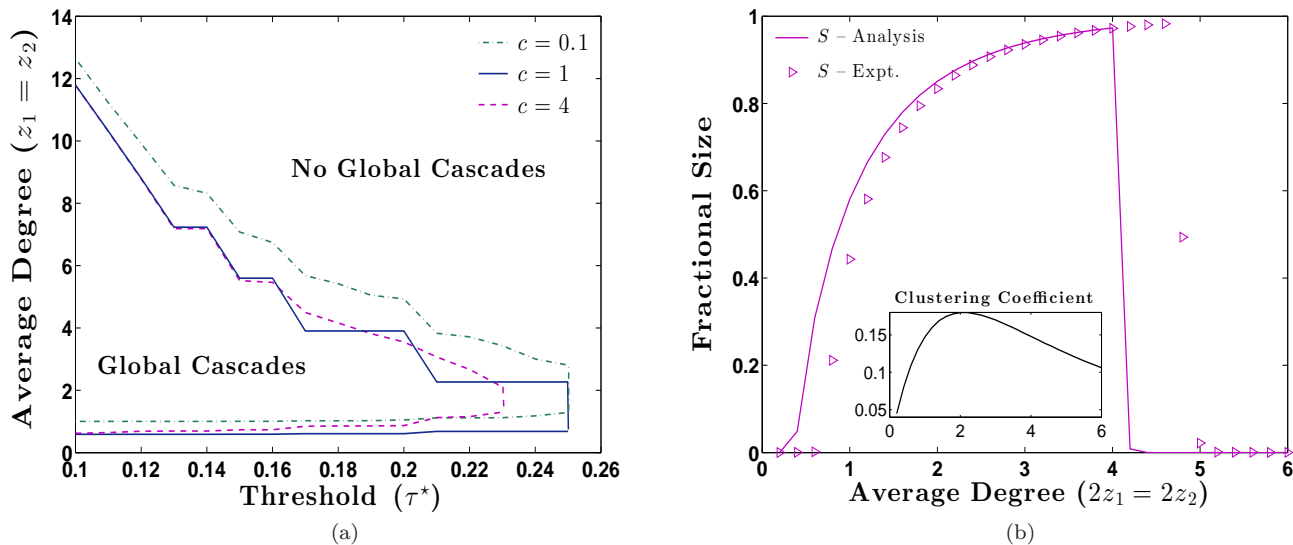 14
12
10
8
6
4
2
0
0.1
0.12
0.14
0.16
0.18
0.2
0.22
0.24
0.26
Average Degree (z₁ = z₂)
Threshold (τ⋆)
c = 0.1
c = 1
c = 4
No Global Cascades
Global Cascades
(a)
1
0.8
0.6
0.4
0.2
0
0
1
2
3
4
5
6
Fractional Size
Average Degree (2z₁ = 2z₂)
S – Analysis
S – Expt.
Clustering Coefficient
0.15
0.1
0.05
0
2
4
6
(b)